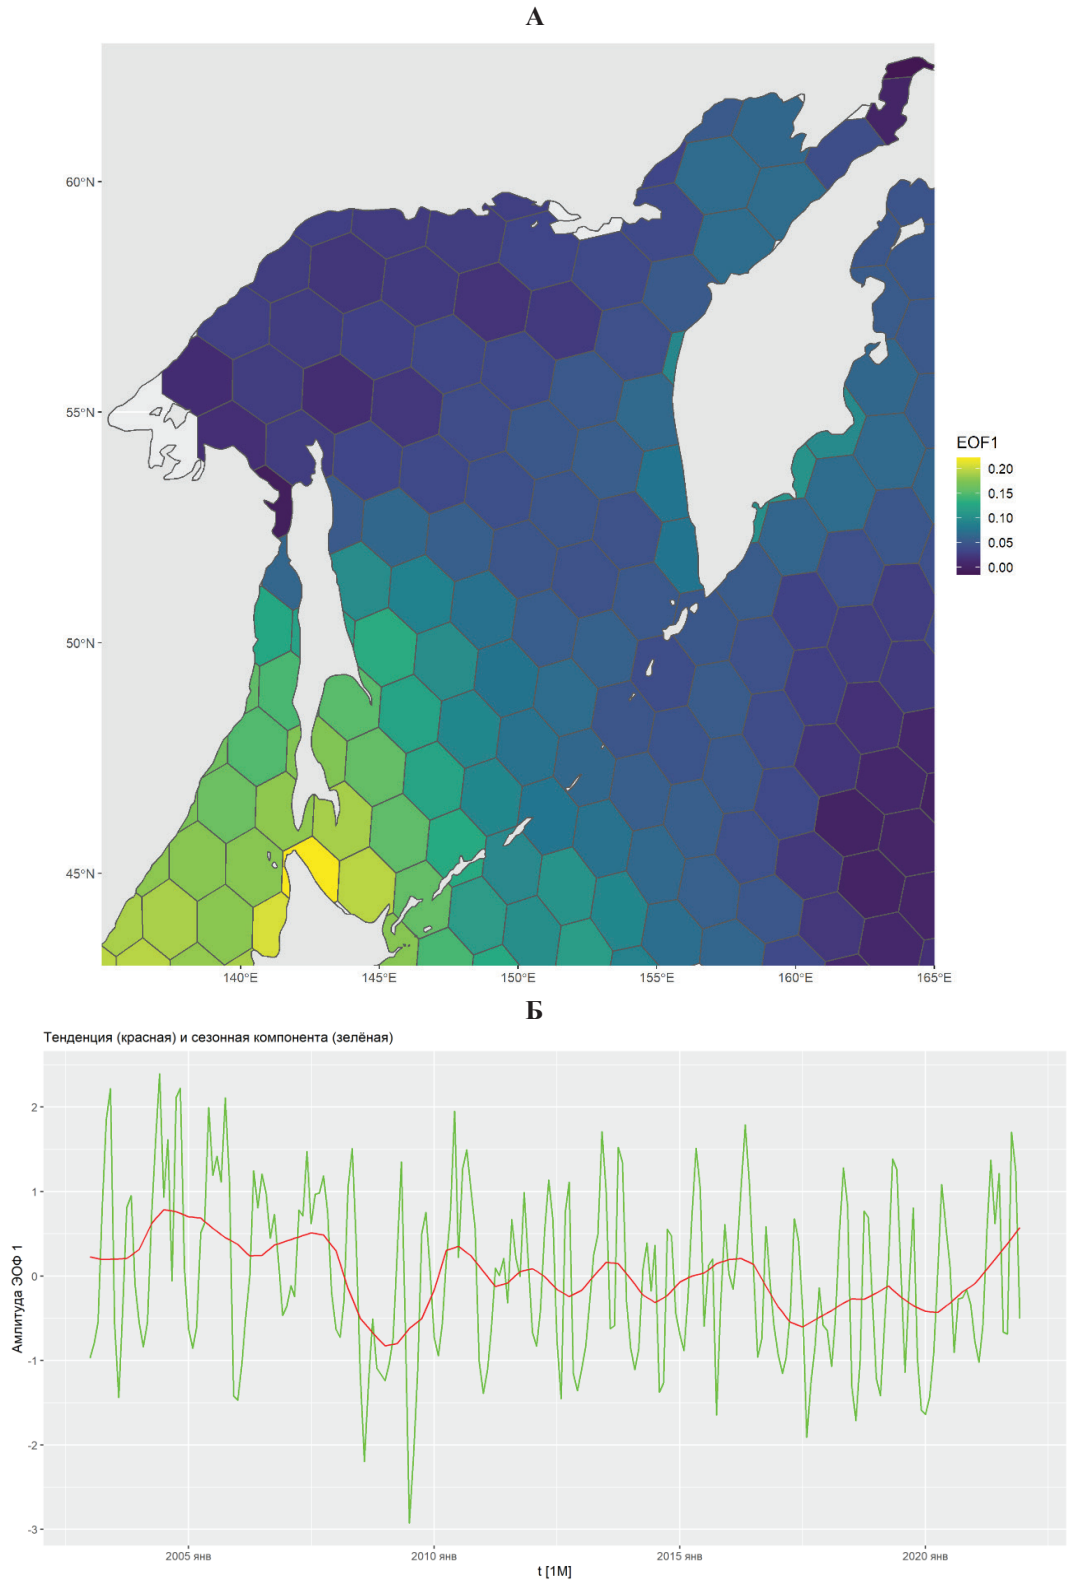 А
60°N
55°N
50°N
45°N
140°E 145°E 150°E 155°E 160°E 165°E
EOF1
0.20
0.15
0.10
0.05
0.00
Б
Тенденция (красная) и сезонная компонента (зелёная)
Амплитуда ЭОФ 1
2
1
0
-1
-2
-3
2005 янв 2010 янв 2015 янв 2020 янв
t [1M]